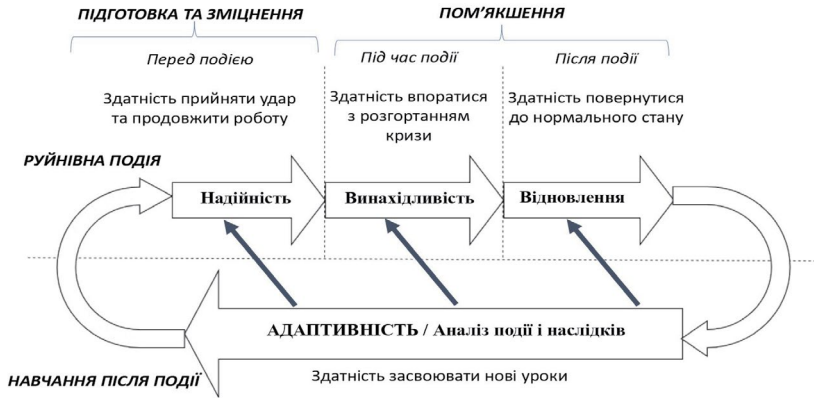 ПІДГОТОВКА ТА ЗМІЦНЕННЯ
ПОМ’ЯКШЕННЯ
Перед подією
Під час події
Після події
Здатність прийняти удар
та продовжити роботу
Здатність впоратися
з розгортанням
кризи
Здатність повернутися
до нормального стану
РУЙНІВНА ПОДІЯ
Надійність
Винахідливість
Відновлення
АДАПТИВНІСТЬ / Аналіз події і наслідків
НАВЧАННЯ ПІСЛЯ ПОДІЇ
Здатність засвоювати нові уроки